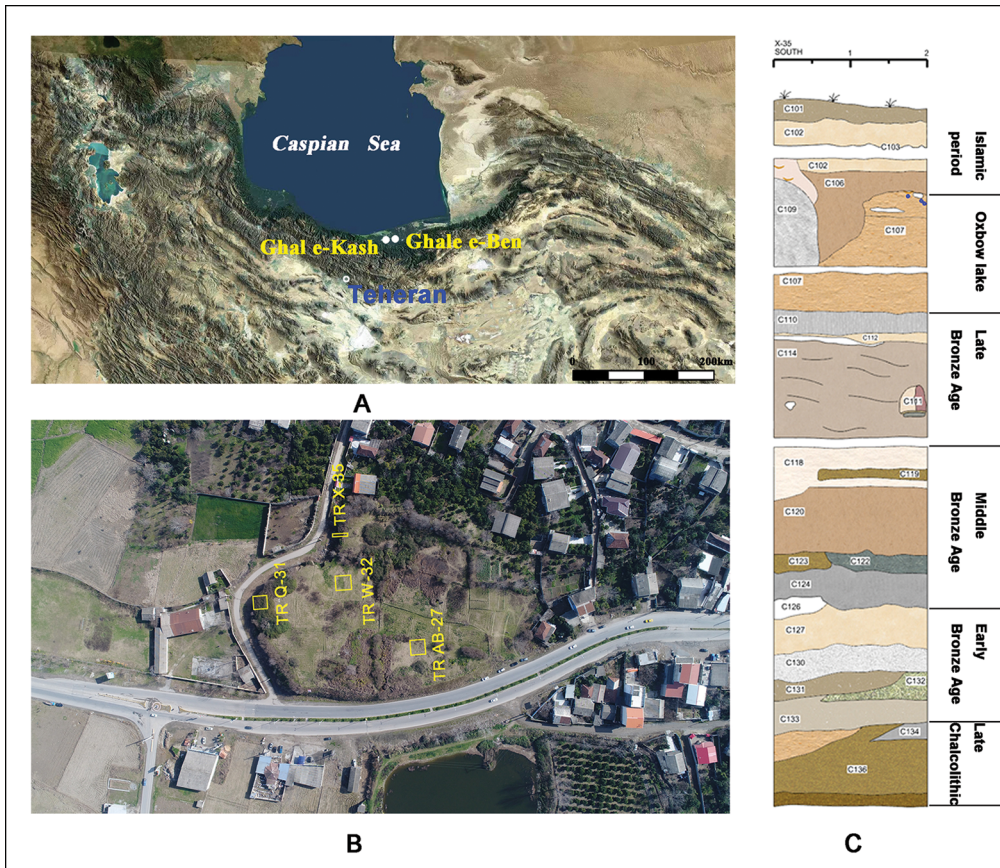 Caspian Sea
Ghal e-Kash
Ghale e-Ben
Teheran
0 100 200km
A
TR X-35
TR Q-31
TR W-32
TR AB-27
B
X-35
SOUTH
1
2
C101
C102
C103
C102
C106
C109
C107
C107
C110
C112
C114
C111
C118
C119
C120
C123
C122
C124
C126
C127
C130
C132
C131
C133
C134
C136
Islamic
period
Oxbow lake
Late
Bronze Age
Middle
Bronze Age
Early
Bronze Age
Late
Chalcolithic
C